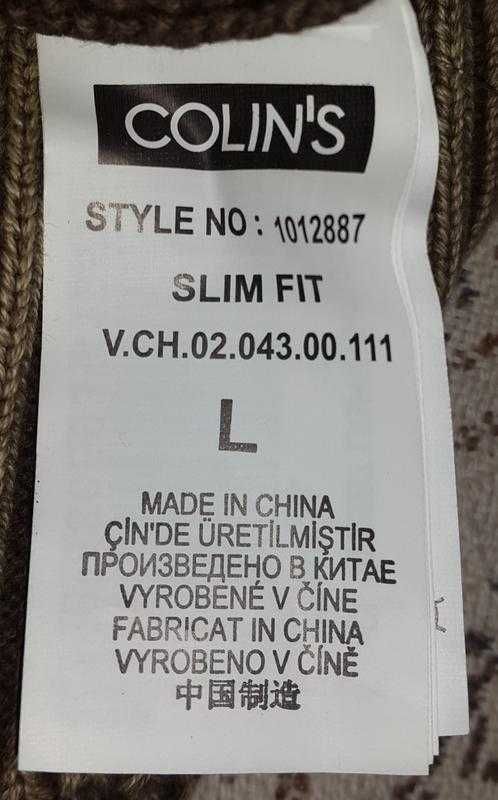 COLIN'S
STYLE NO : 1012887
SLIM FIT
V.CH.02.043.00.111
L
MADE IN CHINA
ÇİN'DE ÜRETİLMİŞTİR
ПРОИЗВЕДЕНО В КИТАЕ
VYROBENÉ V ČÍNE
FABRICAT IN CHINA
VYROBENO V ČÍNĚ
中国制造